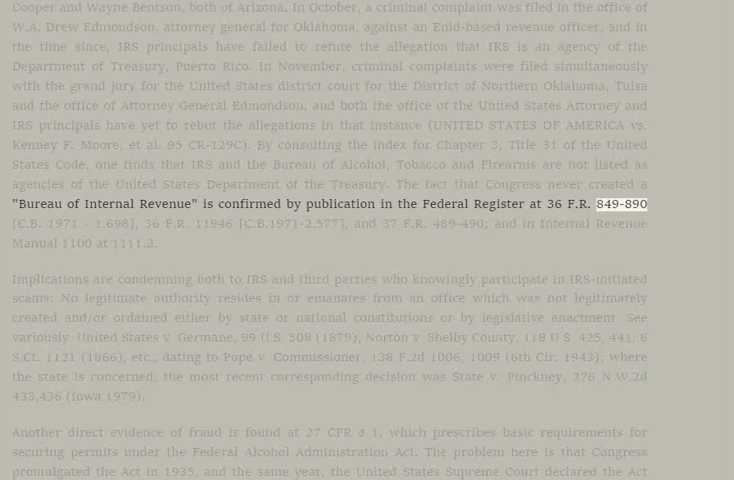 Cooper and Wayne Bentson, both of Arizona. In October, a criminal complaint was filed in the office of
W.A. Drew Edmondson, attorney general for Oklahoma, against an Enid-based revenue officer, and in
the time since, IRS principals have failed to refute the allegation that IRS is an agency of the
Department of Treasury, Puerto Rico. In November, criminal complaints were filed simultaneously
with the grand jury for the United States district court for the District of Northern Oklahoma, Tulsa
and the office of Attorney General Edmondson, and both the office of the United States Attorney and
IRS principals have yet to rebut the allegations in that instance (UNITED STATES OF AMERICA vs.
Kenney F. Moore, et al. 95 CR-129C). By consulting the index for Chapter 3, Title 31 of the United
States Code, one finds that IRS and the Bureau of Alcohol, Tobacco and Firearms are not listed as
agencies of the United States Department of the Treasury. The fact that Congress never created a
"Bureau of Internal Revenue" is confirmed by publication in the Federal Register at 36 F.R. 849-890
[C.B. 1971 - 1.698], 36 F.R. 11946 [C.B.1971-2.577], and 37 F.R. 489-490; and in Internal Revenue
Manual 1100 at 1111.2.
Implications are condemning both to IRS and third parties who knowingly participate in IRS-initiated
scams: No legitimate authority resides in or emanates from an office which was not legitimately
created and/or ordained either by state or national constitutions or by legislative enactment. See
variously, United States v. Germane, 99 U.S. 508 (1879), Norton v. Shelby County, 118 U.S. 425, 441, 6
S.Ct. 1121 (1866), etc., dating to Pope v. Commissioner, 138 F.2d 1006, 1009 (6th Cir. 1943); where
the state is concerned, the most recent corresponding decision was State v. Pinckney, 276 N.W.2d
433,436 (Iowa 1979).
Another direct evidence of fraud is found at 27 CFR 1, which prescribes basic requirements for
securing permits under the Federal Alcohol Administration Act. The problem here is that Congress
promulgated the Act in 1935, and the same year, the United States Supreme Court declared the Act